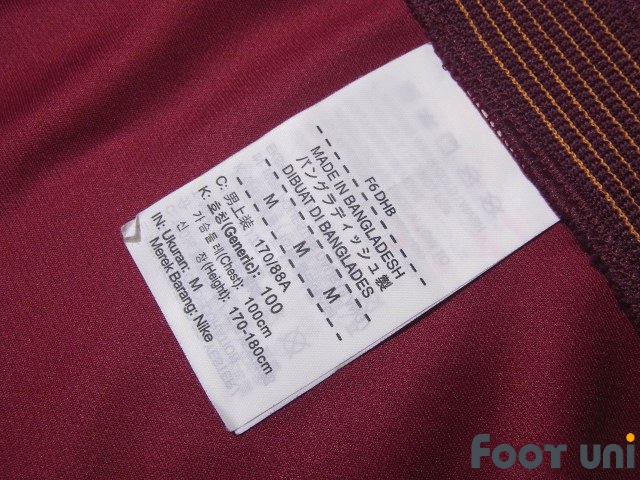 F6 DHB
MADE IN BANGLADESH
バングラディッシュ製
DIBUAT DI BANGLADES
M M M
C: 男上装 170/88A
K: 호칭(Generic): 100
가슴둘레(Chest): 100cm
신 장(Height): 170-180cm
IN: Ukuran: M
Merek Barang: Nike
FOOT UNI